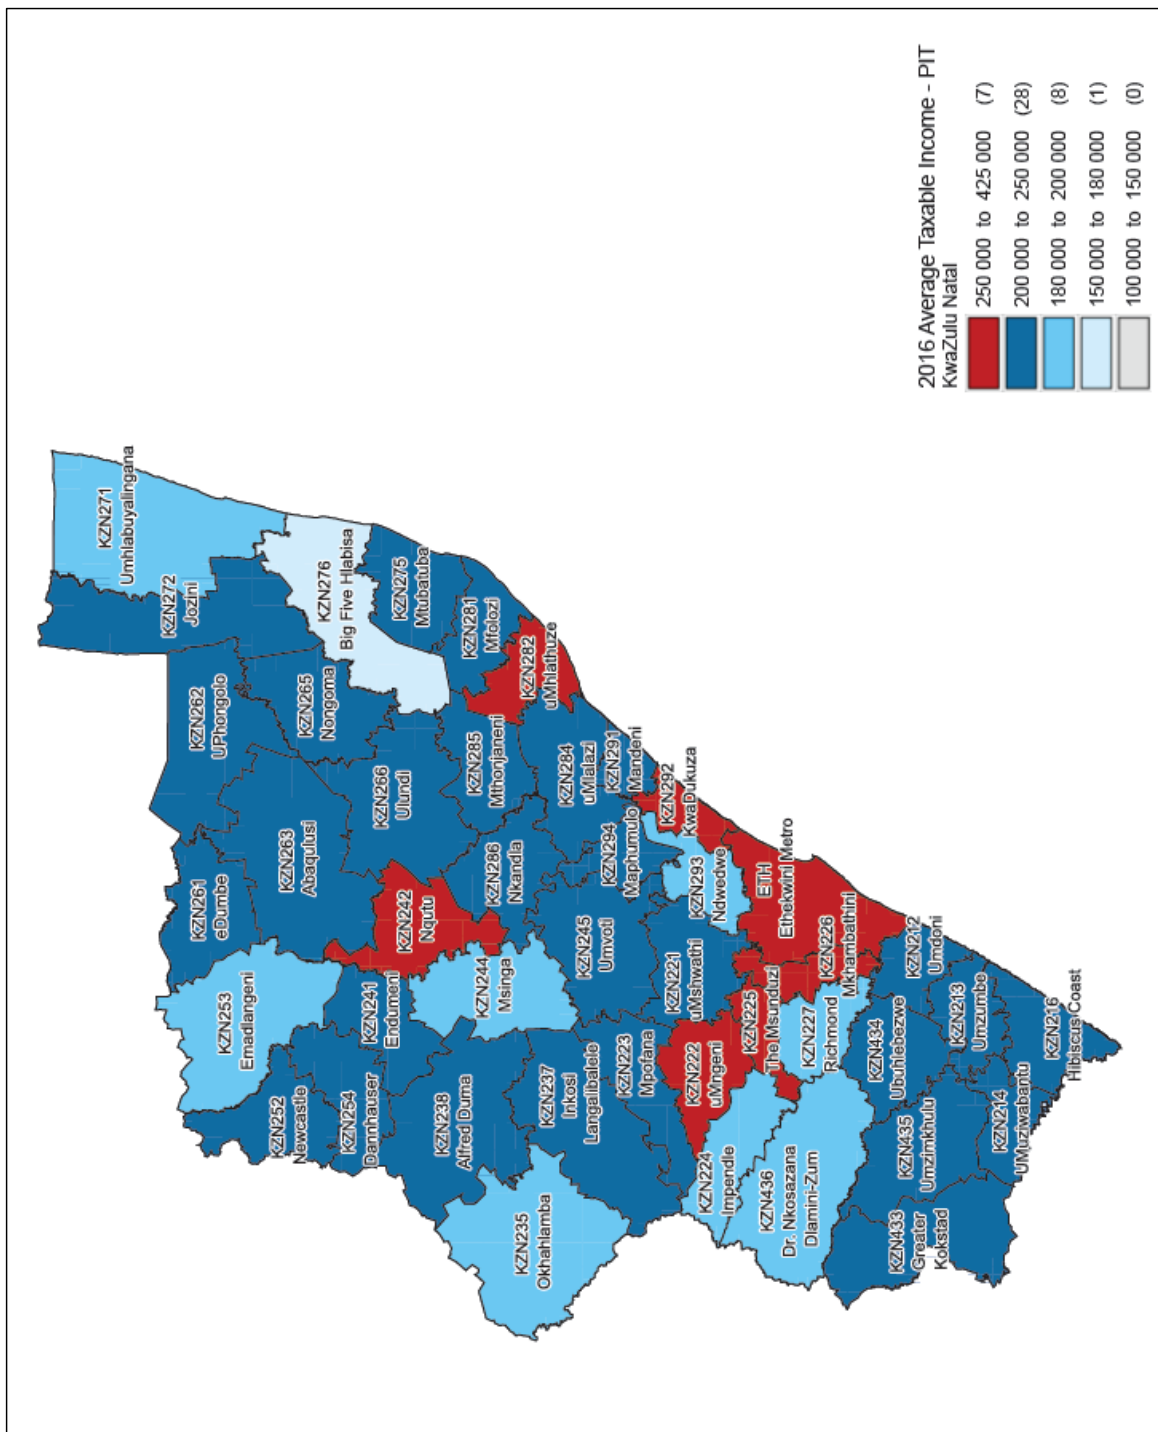 2016 Average Taxable Income - PIT
KwaZulu Natal
250 000 to 425 000 (7)
200 000 to 250 000 (28)
180 000 to 200 000 (8)
150 000 to 180 000 (1)
100 000 to 150 000 (0)
KZN271
Umhlabuyalingana
KZN272
Jozini
KZN276
Big Five Hlabisa
KZN275
Mtubatuba
KZN281
Mfolozi
KZN282
uMhlathuze
KZN262
UPhongolo
KZN265
Nongoma
KZN285
Mthonjaneni
KZN284
uMlalazi
KZN291
Mandeni
KZN292
KwaDukuza
KZN266
Ulundi
KZN263
Abaqulusi
KZN261
eDumbe
KZN242
Nqutu
KZN286
Nkandla
KZN294
Maphumulo
KZN293
Ndwedwe
ETH
Ethekwini Metro
KZN253
Emadlangeni
KZN241
Endumeni
KZN244
Msinga
KZN245
Umvoti
KZN221
uMshwathi
KZN226
Mkhambathini
KZN212
Umdoni
KZN252
Newcastle
KZN254
Dannhauser
KZN238
Alfred Duma
KZN237
Inkosi
Langalibalele
KZN223
Mpofana
KZN222
uMngeni
KZN225
The Msunduzi
KZN227
Richmond
KZN434
Ubuhlebezwe
KZN213
Umzumbe
KZN216
Hibiscus Coast
KZN235
Okhahlamba
KZN224
Impendle
KZN436
Dr. Nkosazana
Dlamini-Zum
KZN435
Umzimkhulu
KZN214
UMuziwabantu
KZN433
Greater
Kokstad